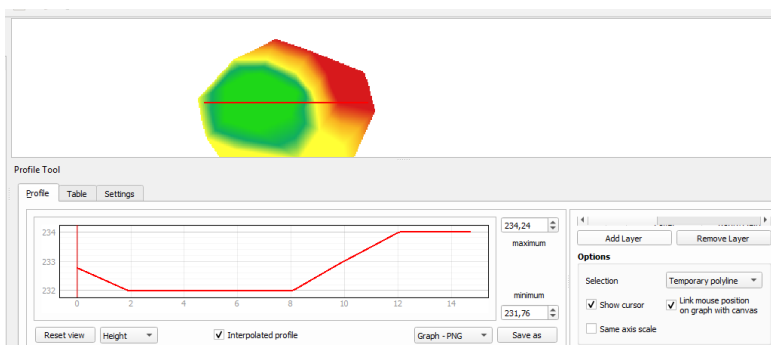 Profile Tool
Profile Table Settings
234
233
232
0 2 4 6 8 10 12 14
234,24
maximum
minimum
231,76
Reset view Height Interpolated profile Graph - PNG Save as
Add Layer Remove Layer
Options
Selection Temporary polyline
Show cursor Link mouse position
on graph with canvas
Same axis scale